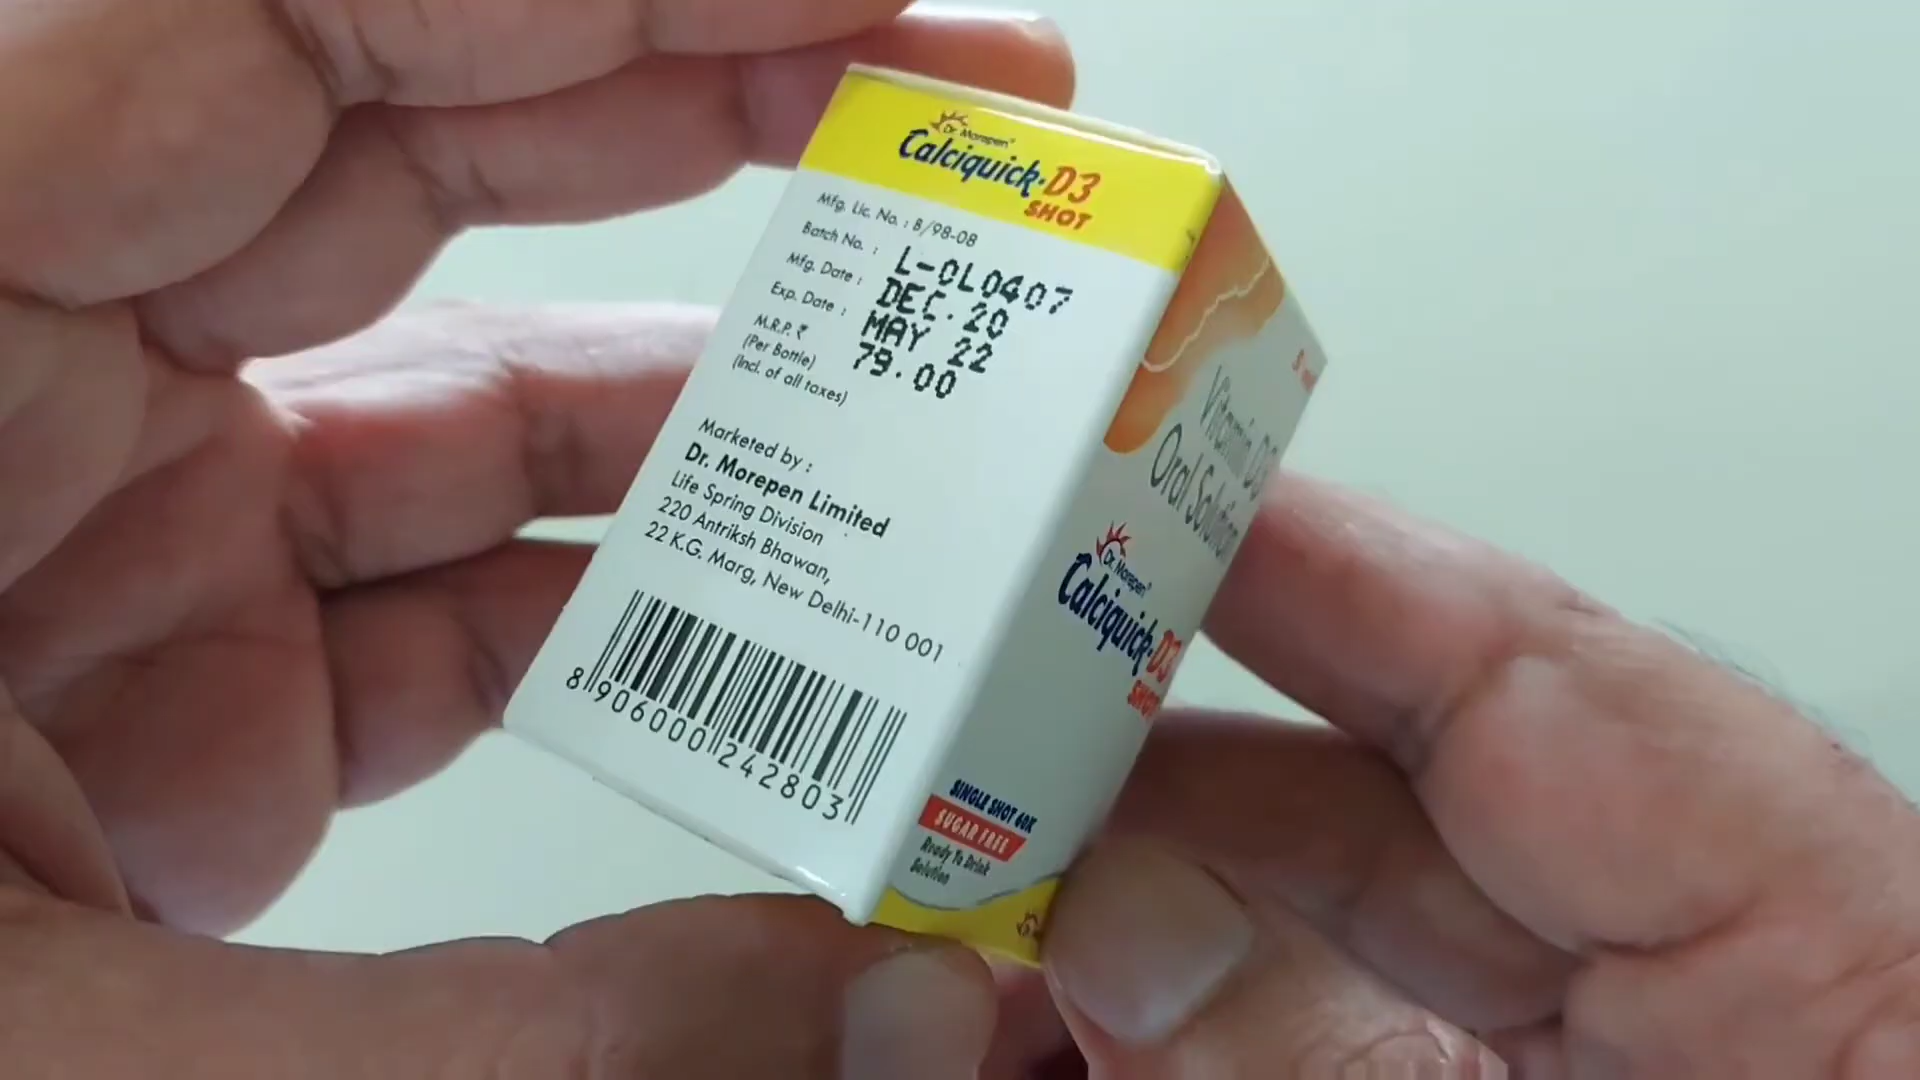 Dr. Morepen
Calciquick-D3
SHOT
Mfg. Lic. No. : B/98-08
Batch No. : L-0L0407
Mfg. Date : DEC. 20
Exp. Date : MAY 22
M.R.P. ₹ 79.00
(Per Bottle)
(Incl. of all taxes)
Marketed by :
Dr. Morepen Limited
Life Spring Division
220 Antriksh Bhawan,
22 K.G. Marg, New Delhi-110 001
8 906000 242803
Vitamin D3
Oral Solution
Dr. Morepen
Calciquick-D3
SHOT
SINGLE SHOT 60K
SUGAR FREE
Ready To Drink
Solution